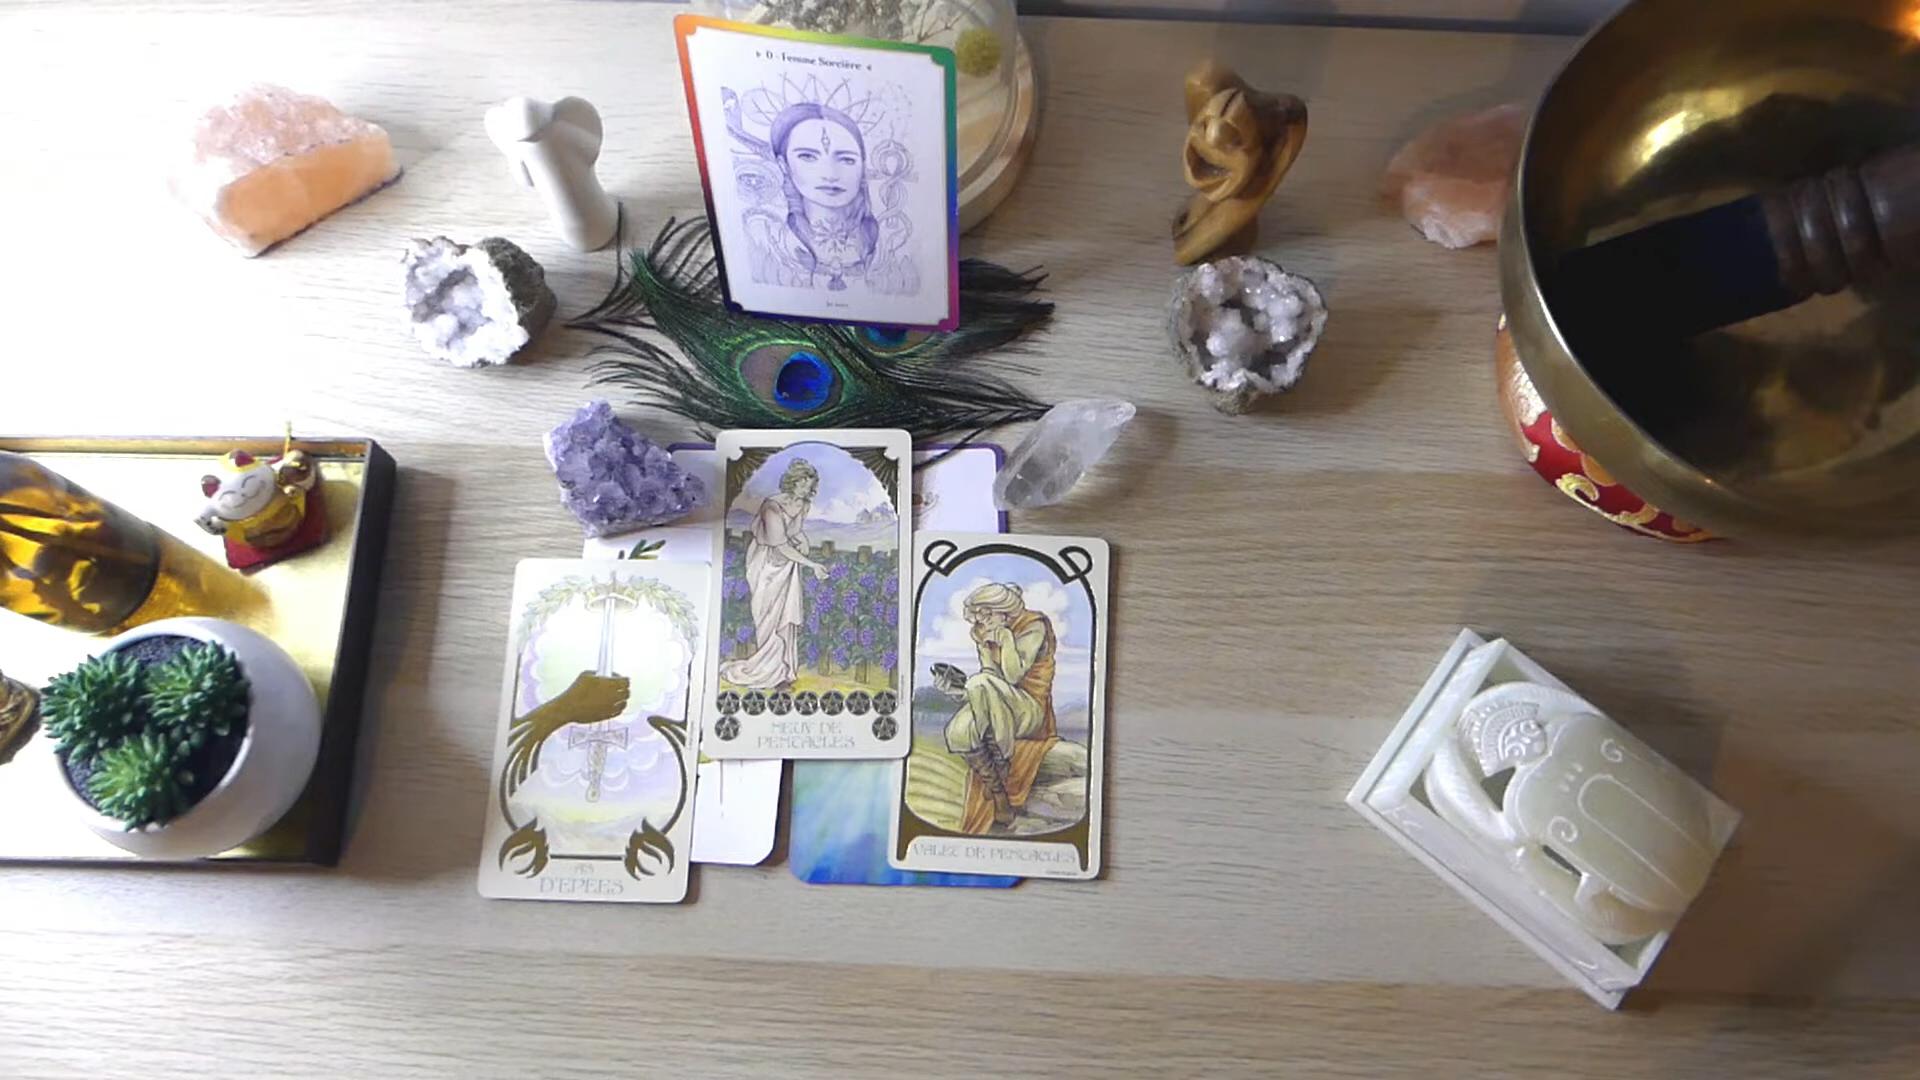 0 - Femme Sorcière
NEUF DE
PENTACLES
AS
D'EPEES
VALET DE PENTACLES